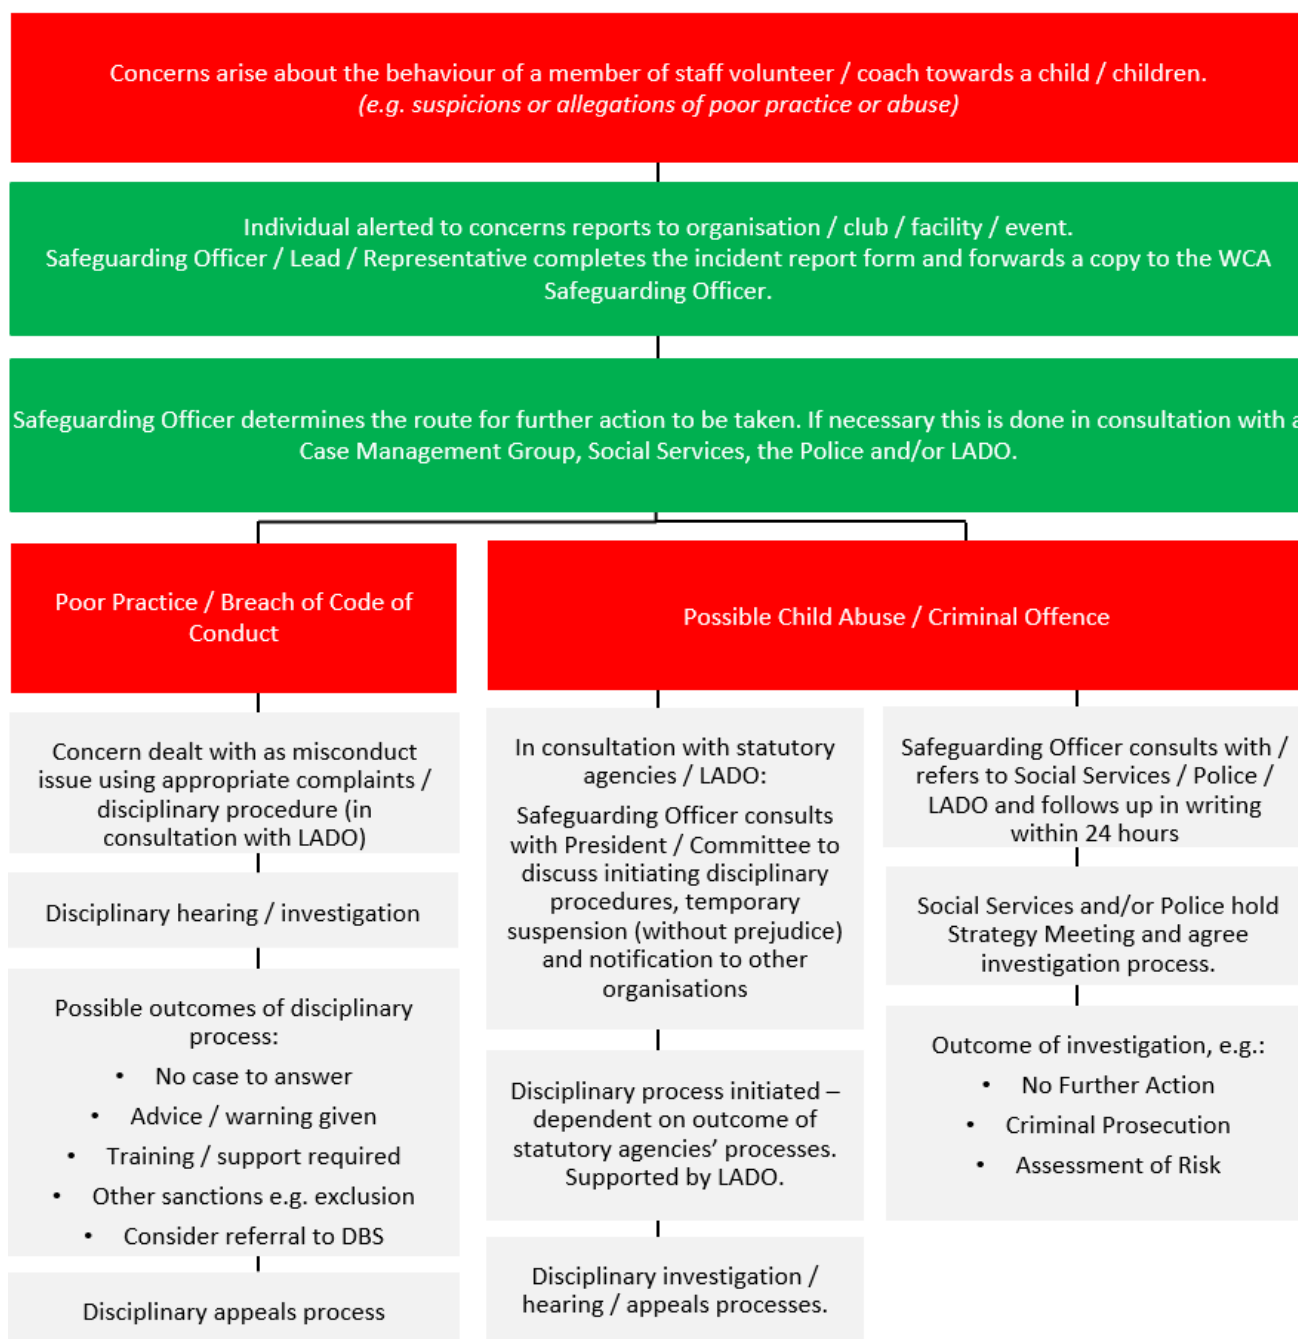 Concerns arise about the behaviour of a member of staff volunteer / coach towards a child / children.
(e.g. suspicions or allegations of poor practice or abuse)
Individual alerted to concerns reports to organisation / club / facility / event.
Safeguarding Officer / Lead / Representative completes the incident report form and forwards a copy to the WCA
Safeguarding Officer.
Safeguarding Officer determines the route for further action to be taken. If necessary this is done in consultation with a
Case Management Group, Social Services, the Police and/or LADO.
Poor Practice / Breach of Code of
Conduct
Concern dealt with as misconduct
issue using appropriate complaints /
disciplinary procedure (in
consultation with LADO)
Disciplinary hearing / investigation
Possible outcomes of disciplinary
process:
• No case to answer
• Advice / warning given
• Training / support required
• Other sanctions e.g. exclusion
• Consider referral to DBS
Disciplinary appeals process
Possible Child Abuse / Criminal Offence
In consultation with statutory
agencies / LADO:
Safeguarding Officer consults
with President / Committee to
discuss initiating disciplinary
procedures, temporary
suspension (without prejudice)
and notification to other
organisations
Disciplinary process initiated –
dependent on outcome of
statutory agencies’ processes.
Supported by LADO.
Disciplinary investigation /
hearing / appeals processes.
Safeguarding Officer consults with /
refers to Social Services / Police /
LADO and follows up in writing
within 24 hours
Social Services and/or Police hold
Strategy Meeting and agree
investigation process.
Outcome of investigation, e.g.:
• No Further Action
• Criminal Prosecution
• Assessment of Risk